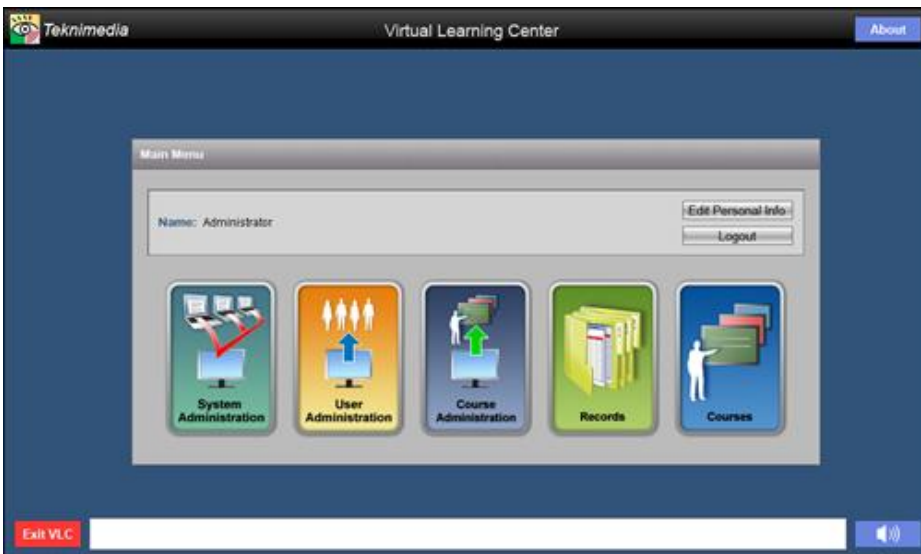 Teknimedia
Virtual Learning Center
About
Main Menu
Name: Administrator
Edit Personal Info
Logout
System
Administration
User
Administration
Course
Administration
Records
Courses
Exit VLC